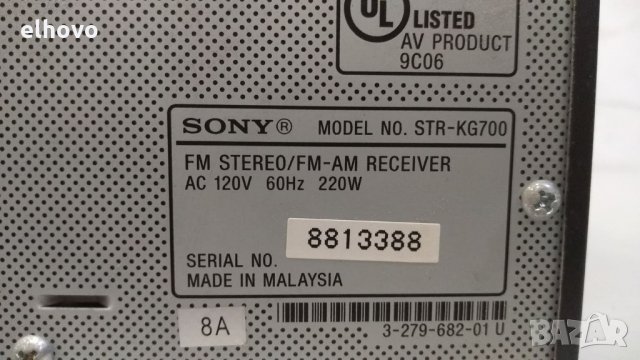 elhovo
UL
LISTED
AV PRODUCT
9C06
SONY® MODEL NO. STR-KG700
FM STEREO/FM-AM RECEIVER
AC 120V 60Hz 220W
8813388
SERIAL NO.
MADE IN MALAYSIA
8A
3-279-682-01 U
BAZAR